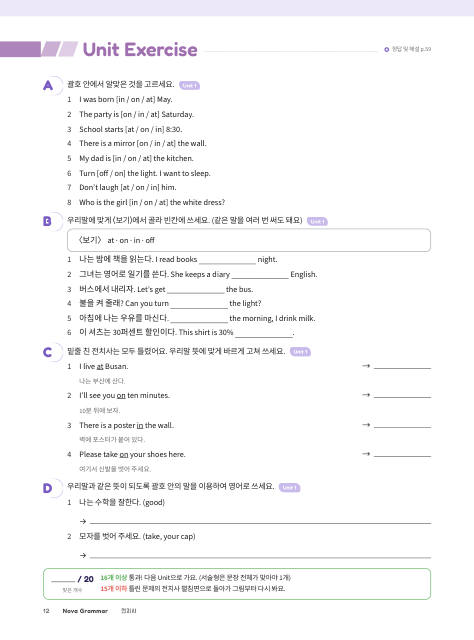 Unit Exercise
정답 및 해설 p.59
A 괄호 안에서 알맞은 것을 고르세요. Unit 1
1 I was born [in / on / at] May.
2 The party is [on / in / at] Saturday.
3 School starts [at / on / in] 8:30.
4 There is a mirror [on / in / at] the wall.
5 My dad is [in / on / at] the kitchen.
6 Turn [off / on] the light. I want to sleep.
7 Don't laugh [at / on / in] him.
8 Who is the girl [in / on / at] the white dress?
B 우리말에 맞게 〈보기〉에서 골라 빈칸에 쓰세요. (같은 말을 여러 번 써도 돼요) Unit 1
〈보기〉 at · on · in · off
1 나는 밤에 책을 읽는다. I read books ____________ night.
2 그녀는 영어로 일기를 쓴다. She keeps a diary ____________ English.
3 버스에서 내리자. Let's get ____________ the bus.
4 불을 켜 줄래? Can you turn ____________ the light?
5 아침에 나는 우유를 마신다. ____________ the morning, I drink milk.
6 이 셔츠는 30퍼센트 할인이다. This shirt is 30% ____________.
C 밑줄 친 전치사는 모두 틀렸어요. 우리말 뜻에 맞게 바르게 고쳐 쓰세요. Unit 1
1 I live at Busan. → ____________
나는 부산에 산다.
2 I'll see you on ten minutes. → ____________
10분 뒤에 보자.
3 There is a poster in the wall. → ____________
벽에 포스터가 붙어 있다.
4 Please take on your shoes here. → ____________
여기서 신발을 벗어 주세요.
D 우리말과 같은 뜻이 되도록 괄호 안의 말을 이용하여 영어로 쓰세요. Unit 1
1 나는 수학을 잘한다. (good)
→ ____________
2 모자를 벗어 주세요. (take, your cap)
→ ____________
______ / 20 16개 이상 통과! 다음 Unit으로 가요. (서술형은 문장 전체가 맞아야 1개)
맞은 개수 15개 이하 틀린 문제의 전치사 펼침면으로 돌아가 그림부터 다시 봐요.
12 Nova Grammar 전치사